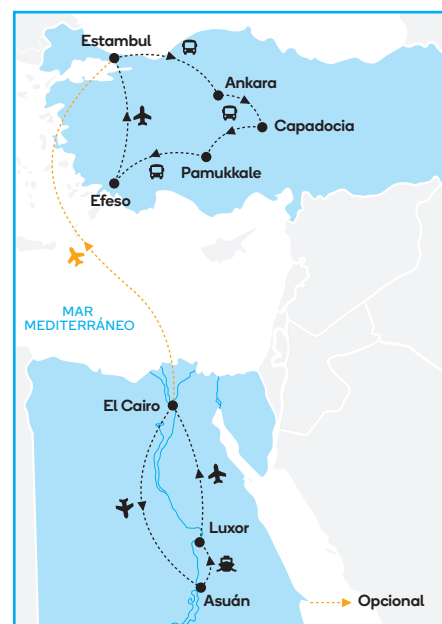 Estambul
Ankara
Capadocia
Pamukkale
Efeso
MAR
MEDITERRÁNEO
El Cairo
Luxor
Asuán
Opcional